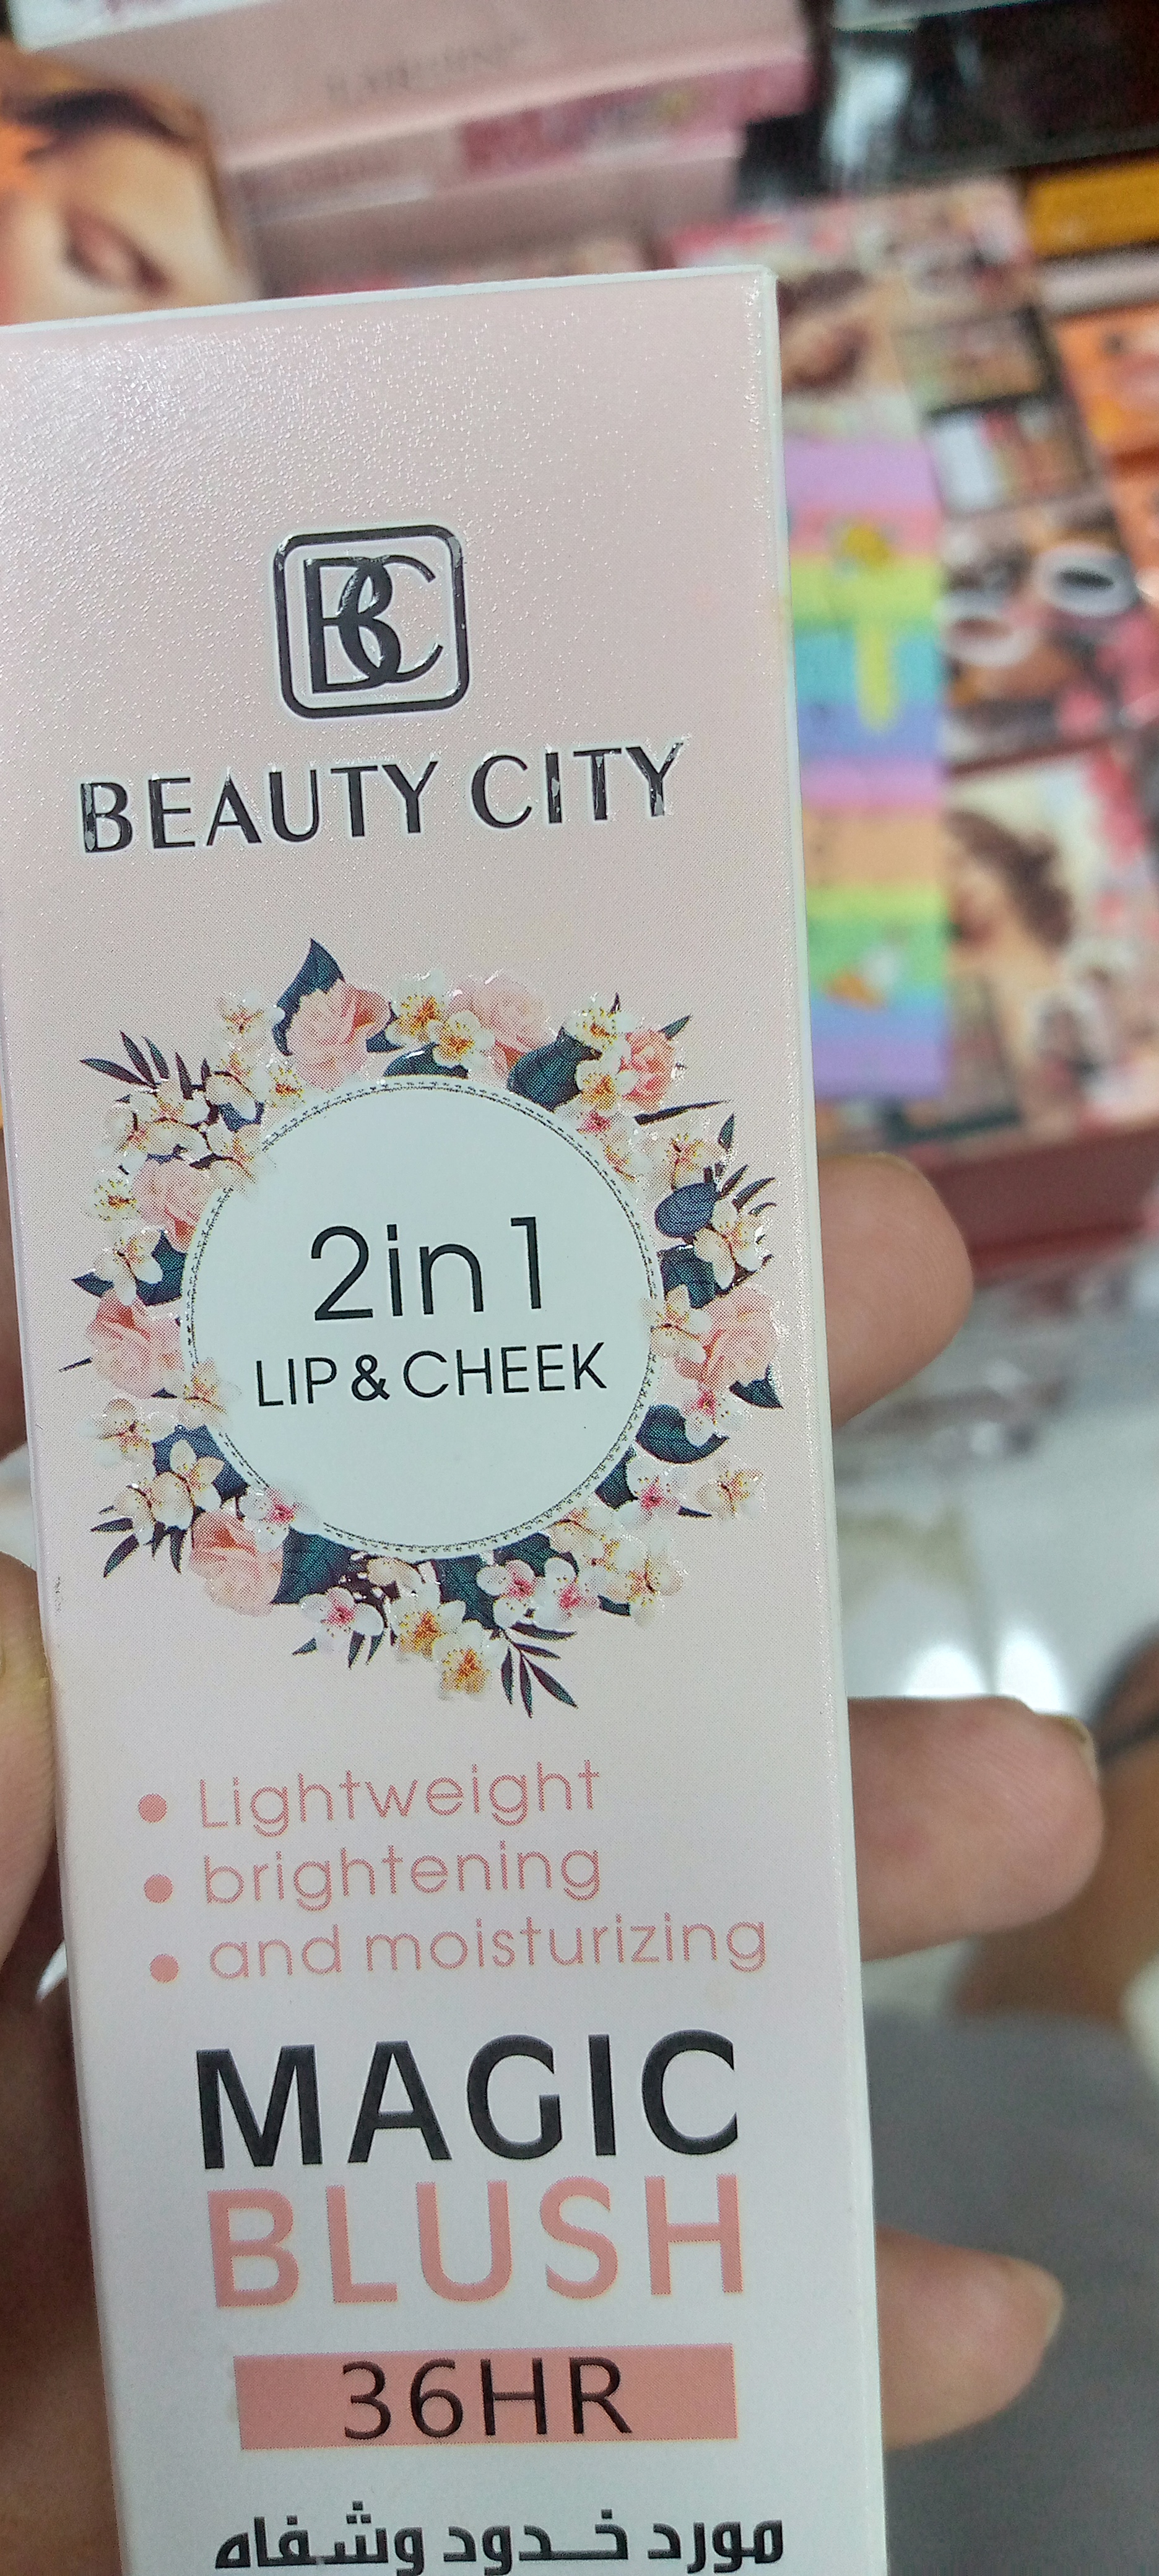 BC
BEAUTY CITY
2in1
LIP & CHEEK
• Lightweight
• brightening
• and moisturizing
MAGIC
BLUSH
36HR
مورد خدود وشفاه